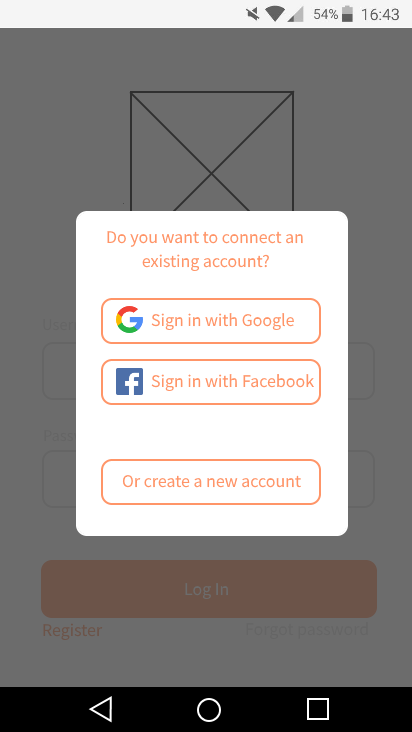 54% 16:43
Do you want to connect an
existing account?
Sign in with Google
Sign in with Facebook
Or create a new account
Log In
Register Forgot password